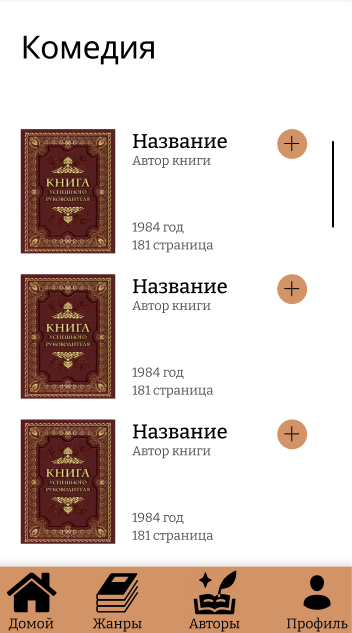 Комедия
КНИГА
УСПЕШНОГО
РУКОВОДИТЕЛЯ
Название
Автор книги
1984 год
181 страница
КНИГА
УСПЕШНОГО
РУКОВОДИТЕЛЯ
Название
Автор книги
1984 год
181 страница
КНИГА
УСПЕШНОГО
РУКОВОДИТЕЛЯ
Название
Автор книги
1984 год
181 страница
Домой Жанры Авторы Профиль